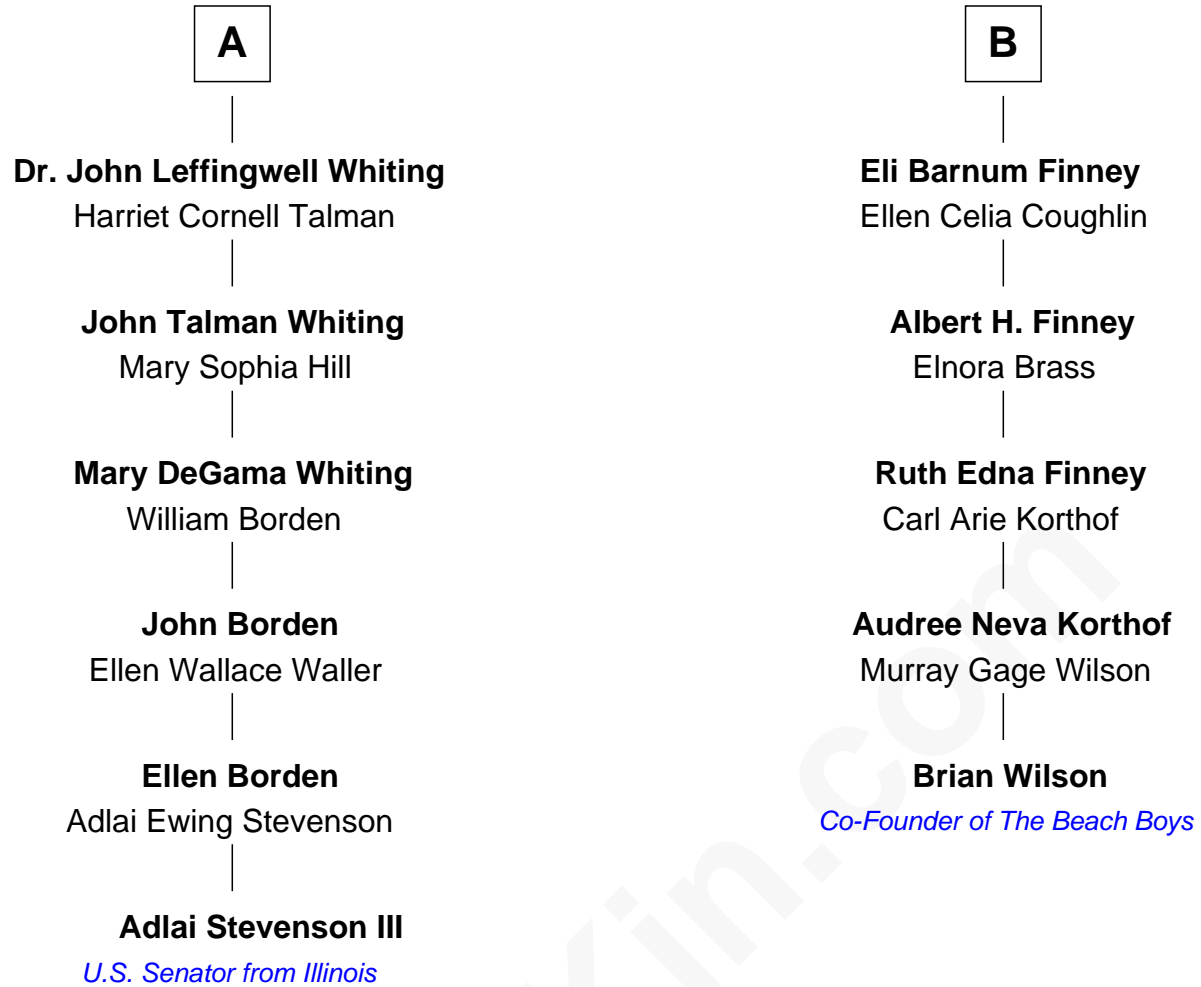 A
Dr. John Leffingwell Whiting
Harriet Cornell Talman
John Talman Whiting
Mary Sophia Hill
Mary DeGama Whiting
William Borden
John Borden
Ellen Wallace Waller
Ellen Borden
Adlai Ewing Stevenson
Adlai Stevenson III
U.S. Senator from Illinois
B
Eli Barnum Finney
Ellen Celia Coughlin
Albert H. Finney
Elnora Brass
Ruth Edna Finney
Carl Arie Korthof
Audree Neva Korthof
Murray Gage Wilson
Brian Wilson
Co-Founder of The Beach Boys